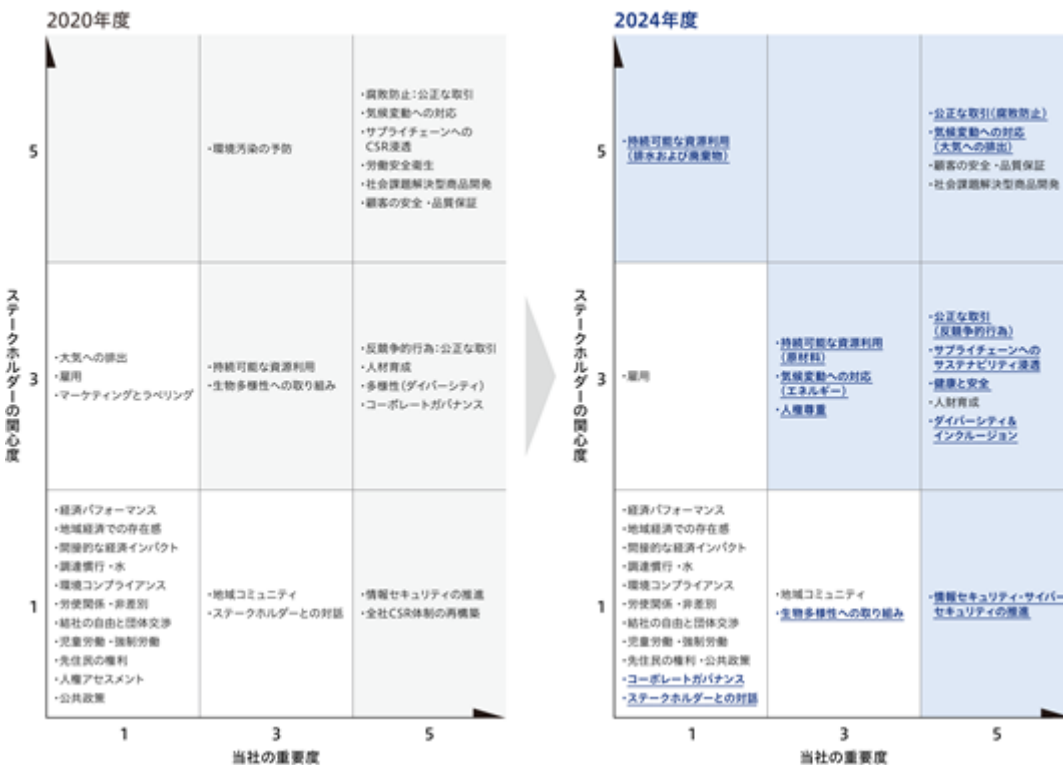 2020年度
ステークホルダーの関心度
5
・環境汚染の予防
・腐敗防止：公正な取引
・気候変動への対応
・サプライチェーンへの
CSR浸透
・労働安全衛生
・社会課題解決型商品開発
・顧客の安全・品質保証
3
・大気への排出
・雇用
・マーケティングとラベリング
・持続可能な資源利用
・生物多様性への取り組み
・反競争的行為：公正な取引
・人材育成
・多様性（ダイバーシティ）
・コーポレートガバナンス
1
・経済パフォーマンス
・地域経済での存在感
・間接的な経済インパクト
・調達慣行・水
・環境コンプライアンス
・労使関係・非差別
・結社の自由と団体交渉
・児童労働・強制労働
・先住民の権利
・人権アセスメント
・公共政策
・地域コミュニティ
・ステークホルダーとの対話
・情報セキュリティの推進
・全社CSR体制の再構築
1
3
5
当社の重要度
2024年度
ステークホルダーの関心度
5
・持続可能な資源利用
（排水および廃棄物）
・公正な取引（腐敗防止）
・気候変動への対応
（大気への排出）
・顧客の安全・品質保証
・社会課題解決型商品開発
3
・雇用
・持続可能な資源利用
（原材料）
・気候変動への対応
（エネルギー）
・人権尊重
・公正な取引
（反競争的行為）
・サプライチェーンへの
サステナビリティ浸透
・健康と安全
・人財育成
・ダイバーシティ＆
インクルージョン
1
・経済パフォーマンス
・地域経済での存在感
・間接的な経済インパクト
・調達慣行・水
・環境コンプライアンス
・労使関係・非差別
・結社の自由と団体交渉
・児童労働・強制労働
・先住民の権利・公共政策
・コーポレートガバナンス
・ステークホルダーとの対話
・地域コミュニティ
・生物多様性への取り組み
・情報セキュリティ・サイバー
セキュリティの推進
1
3
5
当社の重要度